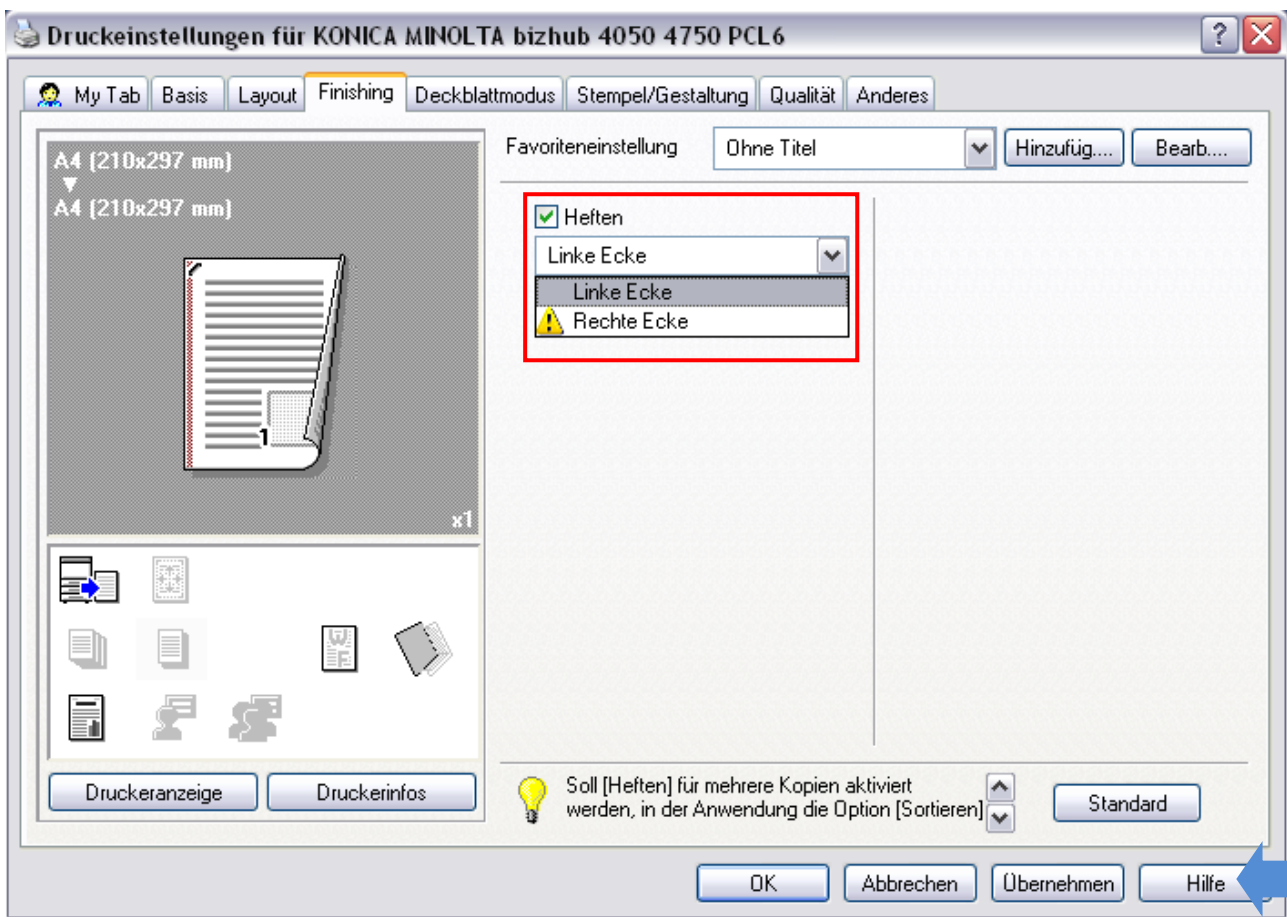 Druckeinstellungen für KONICA MINOLTA bizhub 4050 4750 PCL6
My Tab Basis Layout Finishing Deckblattmodus Stempel/Gestaltung Qualität Anderes
A4 (210x297 mm)
A4 (210x297 mm)
1
x1
Favoriteneinstellung Ohne Titel Hinzufüg.... Bearb....
Heften
Linke Ecke
Linke Ecke
Rechte Ecke
W
F
Druckeranzeige Druckerinfos
Soll [Heften] für mehrere Kopien aktiviert
werden, in der Anwendung die Option [Sortieren]
Standard
OK Abbrechen Übernehmen Hilfe